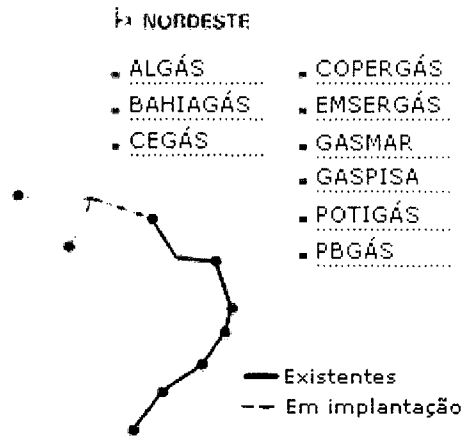 NORDESTE
ALGÁS
BAHIAGÁS
CEGÁS
COPERGÁS
EMSERGÁS
GASMAR
GASPISA
POTIGÁS
PBGÁS
Existentes
Em implantação